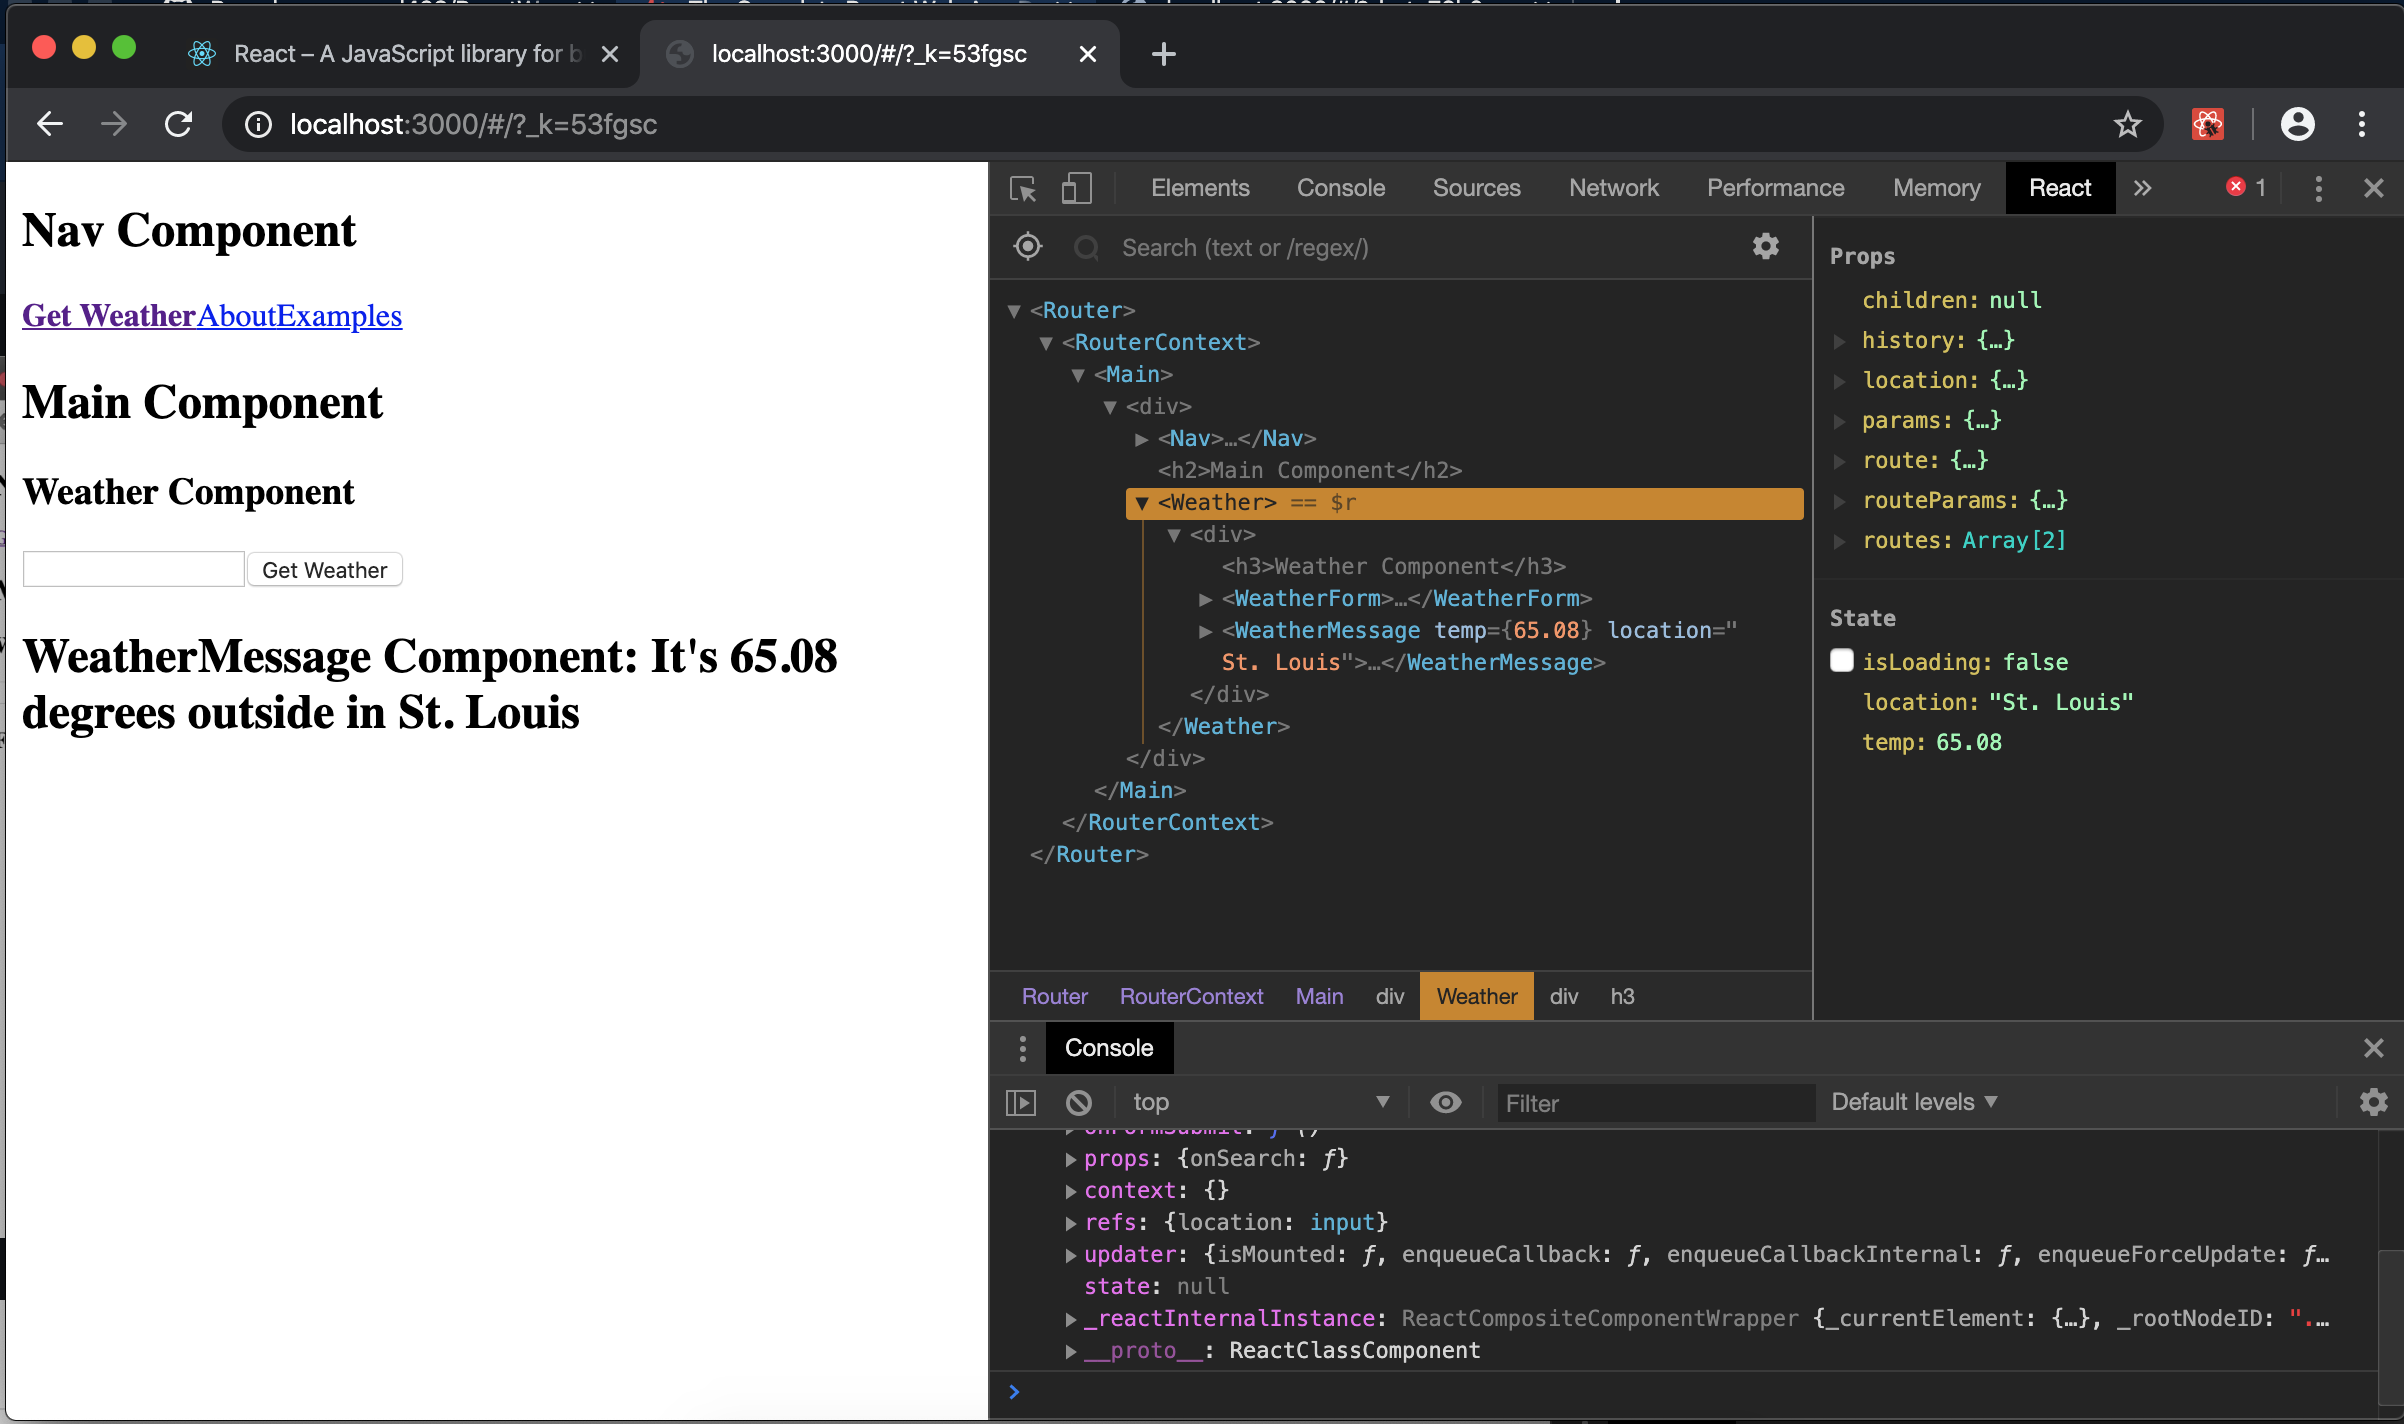 React – A JavaScript library for b
localhost:3000/#/?_k=53fgsc
localhost:3000/#/?_k=53fgsc
Nav Component
Get WeatherAboutExamples
Main Component
Weather Component
Get Weather
WeatherMessage Component: It's 65.08
degrees outside in St. Louis
Elements Console Sources Network Performance Memory React » 1
Search (text or /regex/)
▼ <Router>
▼ <RouterContext>
▼ <Main>
▼ <div>
▶ <Nav>…</Nav>
<h2>Main Component</h2>
▼ <Weather> == $r
▼ <div>
<h3>Weather Component</h3>
▶ <WeatherForm>…</WeatherForm>
▶ <WeatherMessage temp={65.08} location="
St. Louis">…</WeatherMessage>
</div>
</Weather>
</div>
</Main>
</RouterContext>
</Router>
Router RouterContext Main div Weather div h3
Props
children: null
▶ history: {…}
▶ location: {…}
▶ params: {…}
▶ route: {…}
▶ routeParams: {…}
▶ routes: Array[2]
State
isLoading: false
location: "St. Louis"
temp: 65.08
Console
top ▼ Filter Default levels ▼
▶ onFormSubmit: ƒ ()
▶ props: {onSearch: ƒ}
▶ context: {}
▶ refs: {location: input}
▶ updater: {isMounted: ƒ, enqueueCallback: ƒ, enqueueCallbackInternal: ƒ, enqueueForceUpdate: ƒ…
state: null
▶ _reactInternalInstance: ReactCompositeComponentWrapper {_currentElement: {…}, _rootNodeID: ".…
▶ __proto__: ReactClassComponent
>